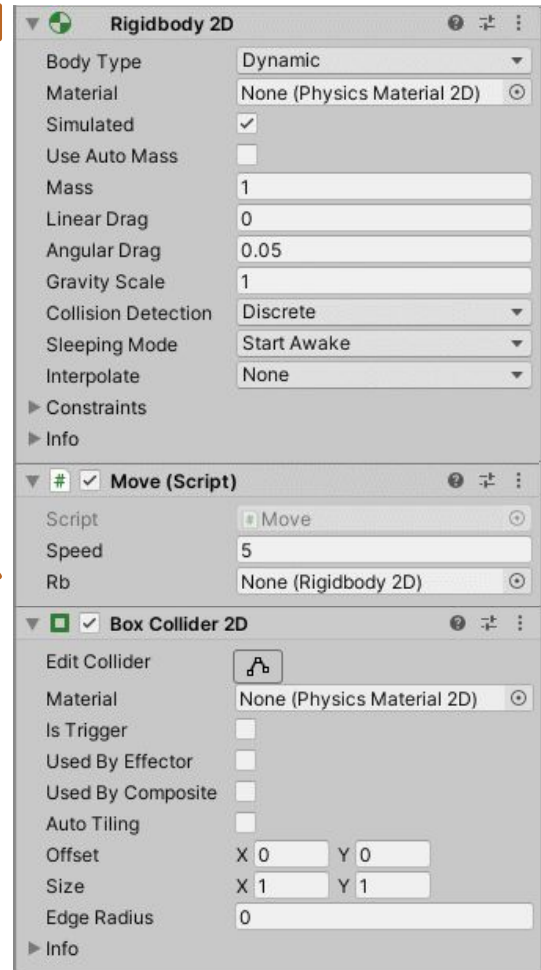 Rigidbody 2D
Body Type Dynamic
Material None (Physics Material 2D)
Simulated
Use Auto Mass
Mass 1
Linear Drag 0
Angular Drag 0.05
Gravity Scale 1
Collision Detection Discrete
Sleeping Mode Start Awake
Interpolate None
Constraints
Info
# Move (Script)
Script # Move
Speed 5
Rb None (Rigidbody 2D)
Box Collider 2D
Edit Collider
Material None (Physics Material 2D)
Is Trigger
Used By Effector
Used By Composite
Auto Tiling
Offset X 0 Y 0
Size X 1 Y 1
Edge Radius 0
Info